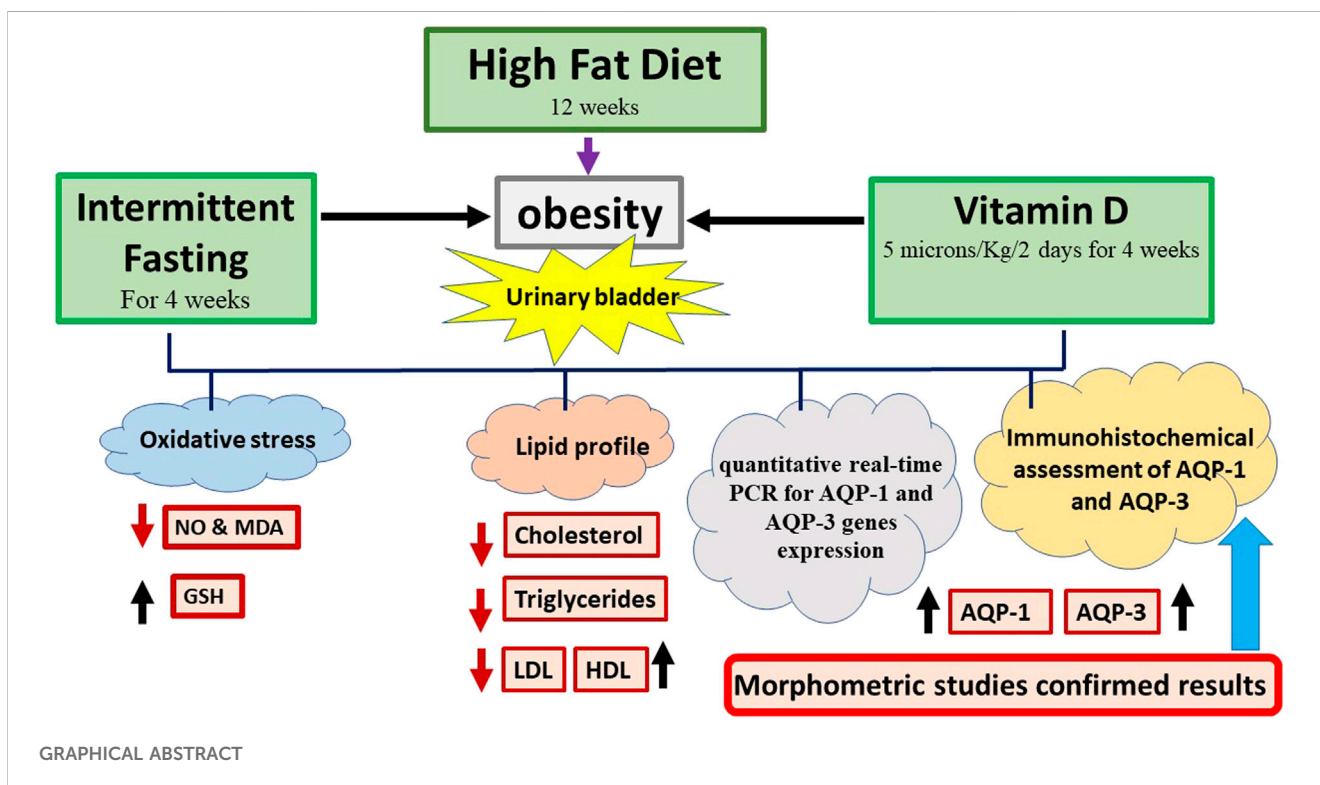 High Fat Diet
12 weeks
Intermittent
Fasting
For 4 weeks
obesity
Urinary bladder
Vitamin D
5 microns/Kg/2 days for 4 weeks
Oxidative stress
NO & MDA
GSH
Lipid profile
Cholesterol
Triglycerides
LDL
HDL
quantitative real-time
PCR for AQP-1 and
AQP-3 genes
expression
Immunohistochemical
assessment of AQP-1
and AQP-3
AQP-1
AQP-3
Morphometric studies confirmed results
GRAPHICAL ABSTRACT